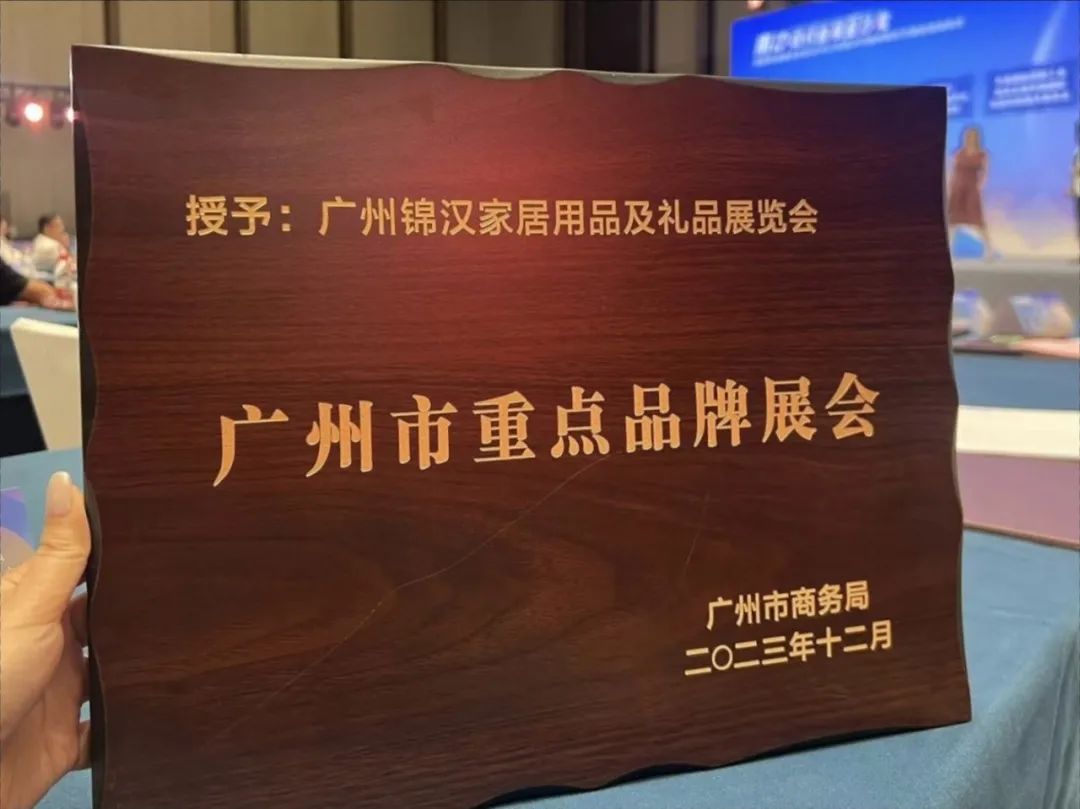 授予：广州锦汉家居用品及礼品展览会
广州市重点品牌展会
广州市商务局
二〇二三年十二月